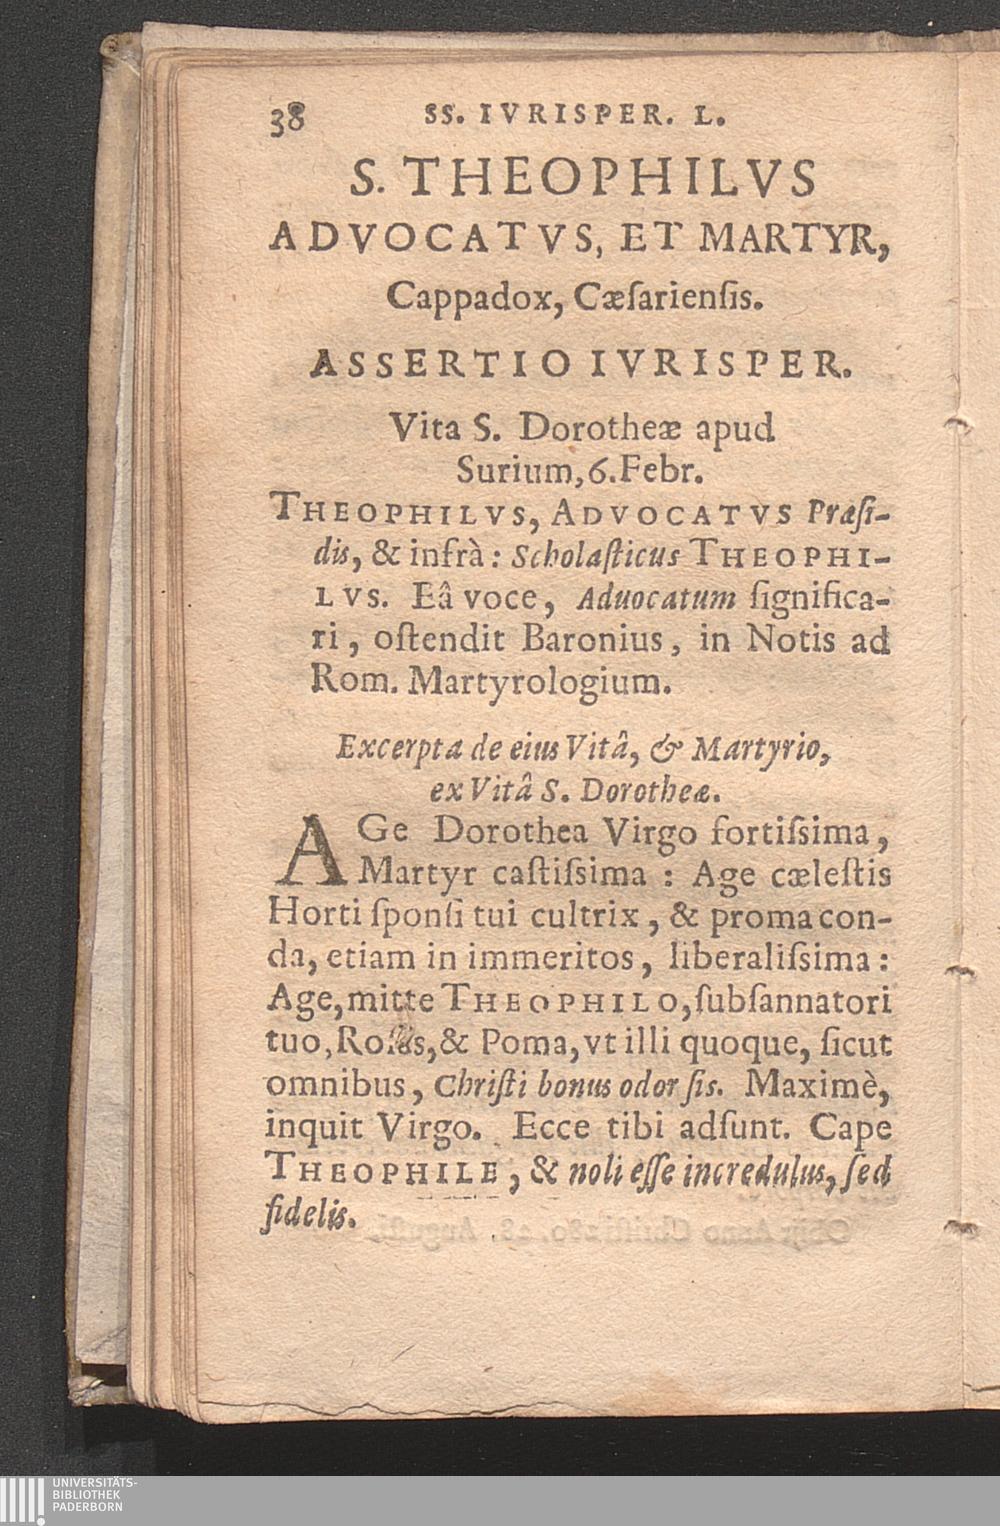 38 SS. IVRISPER. L.
S. THEOPHILVS
ADVOCATVS, ET MARTYR,
Cappadox, Cæſarienſis.
ASSERTIO IVRISPER.
Vita S. Dorotheæ apud
Surium, 6. Febr.
THEOPHILVS, ADVOCATVS Præſi-
dis, & infrà: Scholaſticus THEOPHI-
LVS. Eâ voce, Aduocatum ſignifica-
ri, oſtendit Baronius, in Notis ad
Rom. Martyrologium.
Excerpta de eius Vitâ, & Martyrio,
ex Vitâ S. Dorotheæ.
AGe Dorothea Virgo fortiſsima,
Martyr caſtiſsima : Age cæleſtis
Horti ſponſi tui cultrix, & proma con-
da, etiam in immeritos, liberaliſsima:
Age, mitte THEOPHILO, ſubſannatori
tuo, Roſas, & Poma, vt illi quoque, ſicut
omnibus, Chriſti bonus odor ſis. Maximè,
inquit Virgo. Ecce tibi adſunt. Cape
THEOPHILE, & noli eſſe incredulus, ſed
fidelis.
UNIVERSITÄTS-
BIBLIOTHEK
PADERBORN